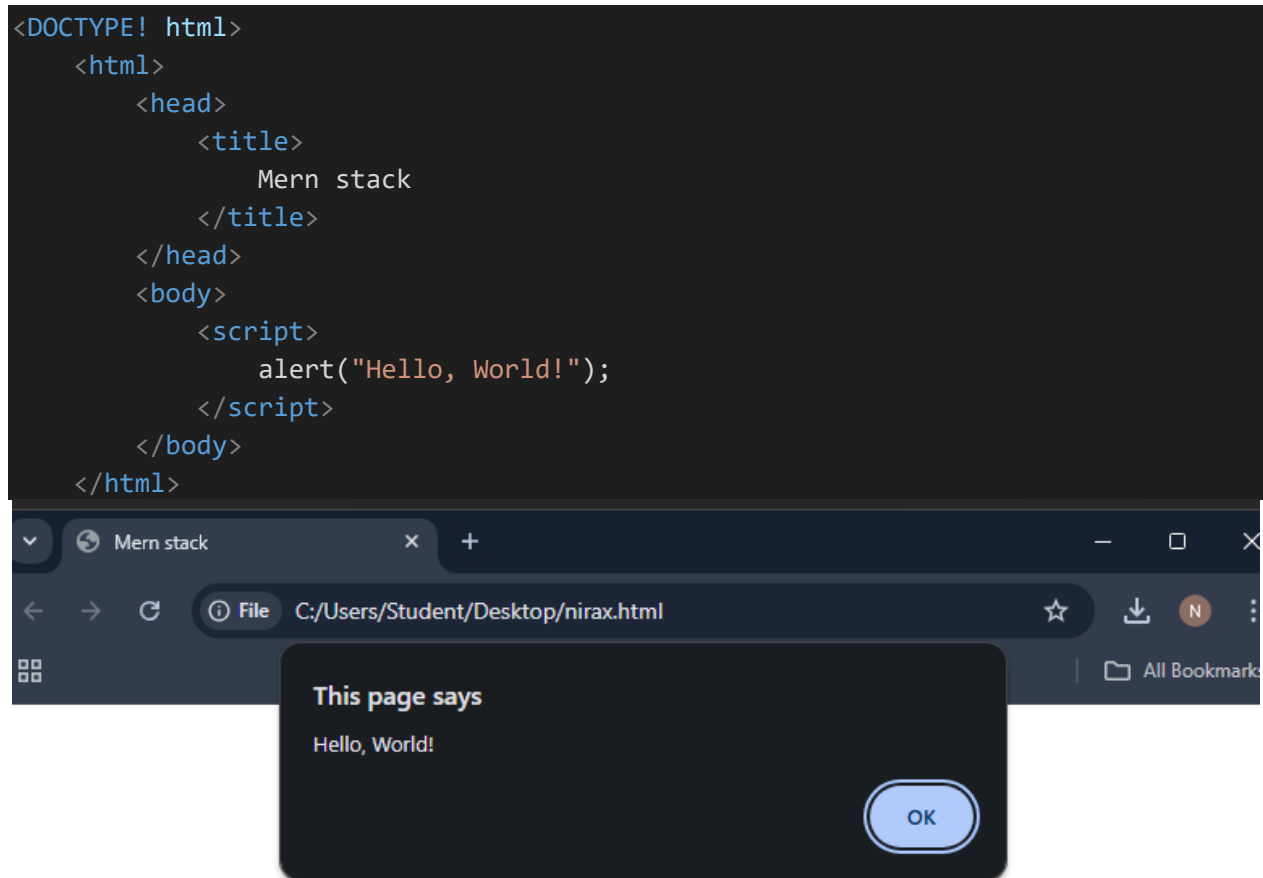 <DOCTYPE! html>
<html>
<head>
<title>
Mern stack
</title>
</head>
<body>
<script>
alert("Hello, World!");
</script>
</body>
</html>
Mern stack
File C:/Users/Student/Desktop/nirax.html N
All Bookmarks
This page says
Hello, World!
OK